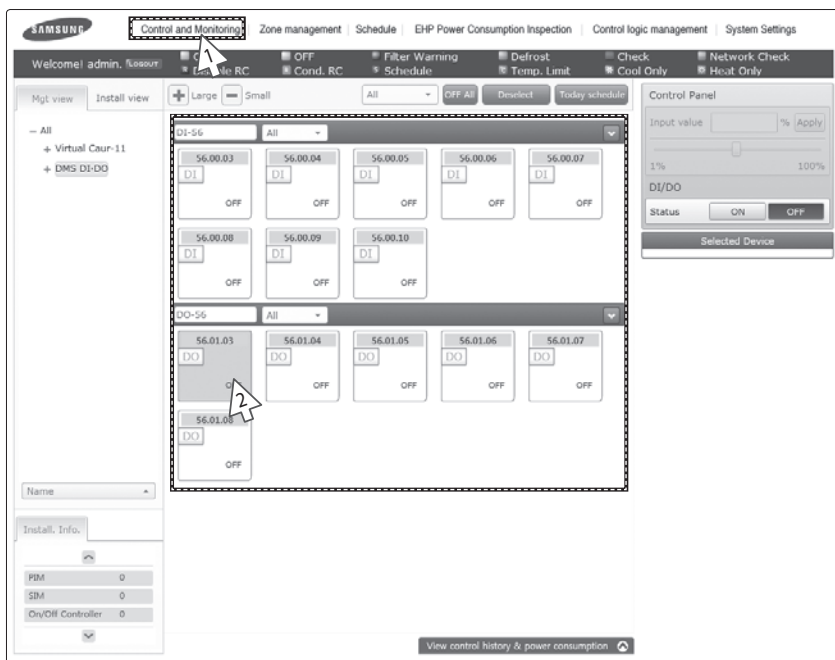 SAMSUNG
Control and Monitoring | Zone management | Schedule | EHP Power Consumption Inspection | Control logic management | System Settings
Welcome! admin. LOGOUT
OFF Filter Warning Defrost Check Network Check
RC Cond. RC Schedule Temp. Limit Cool Only Heat Only
Mgt view Install view
Large Small All OFF All Deselect Today schedule
Control Panel
All
Virtual Caur-11
DMS DI-DO
Input value % Apply
1% 100%
DI/DO
Status ON OFF
Selected Device
DI-56 All
56.00.03 56.00.04 56.00.05 56.00.06 56.00.07
DI DI DI DI DI
OFF OFF OFF OFF OFF
56.00.08 56.00.09 56.00.10
DI DI DI
OFF OFF OFF
DO-56 All
56.01.03 56.01.04 56.01.05 56.01.06 56.01.07
DO DO DO DO DO
OFF OFF OFF OFF
2
56.01.08
DO
OFF
Name
Install. Info.
PIM 0
SIM 0
On/Off Controller 0
View control history & power consumption